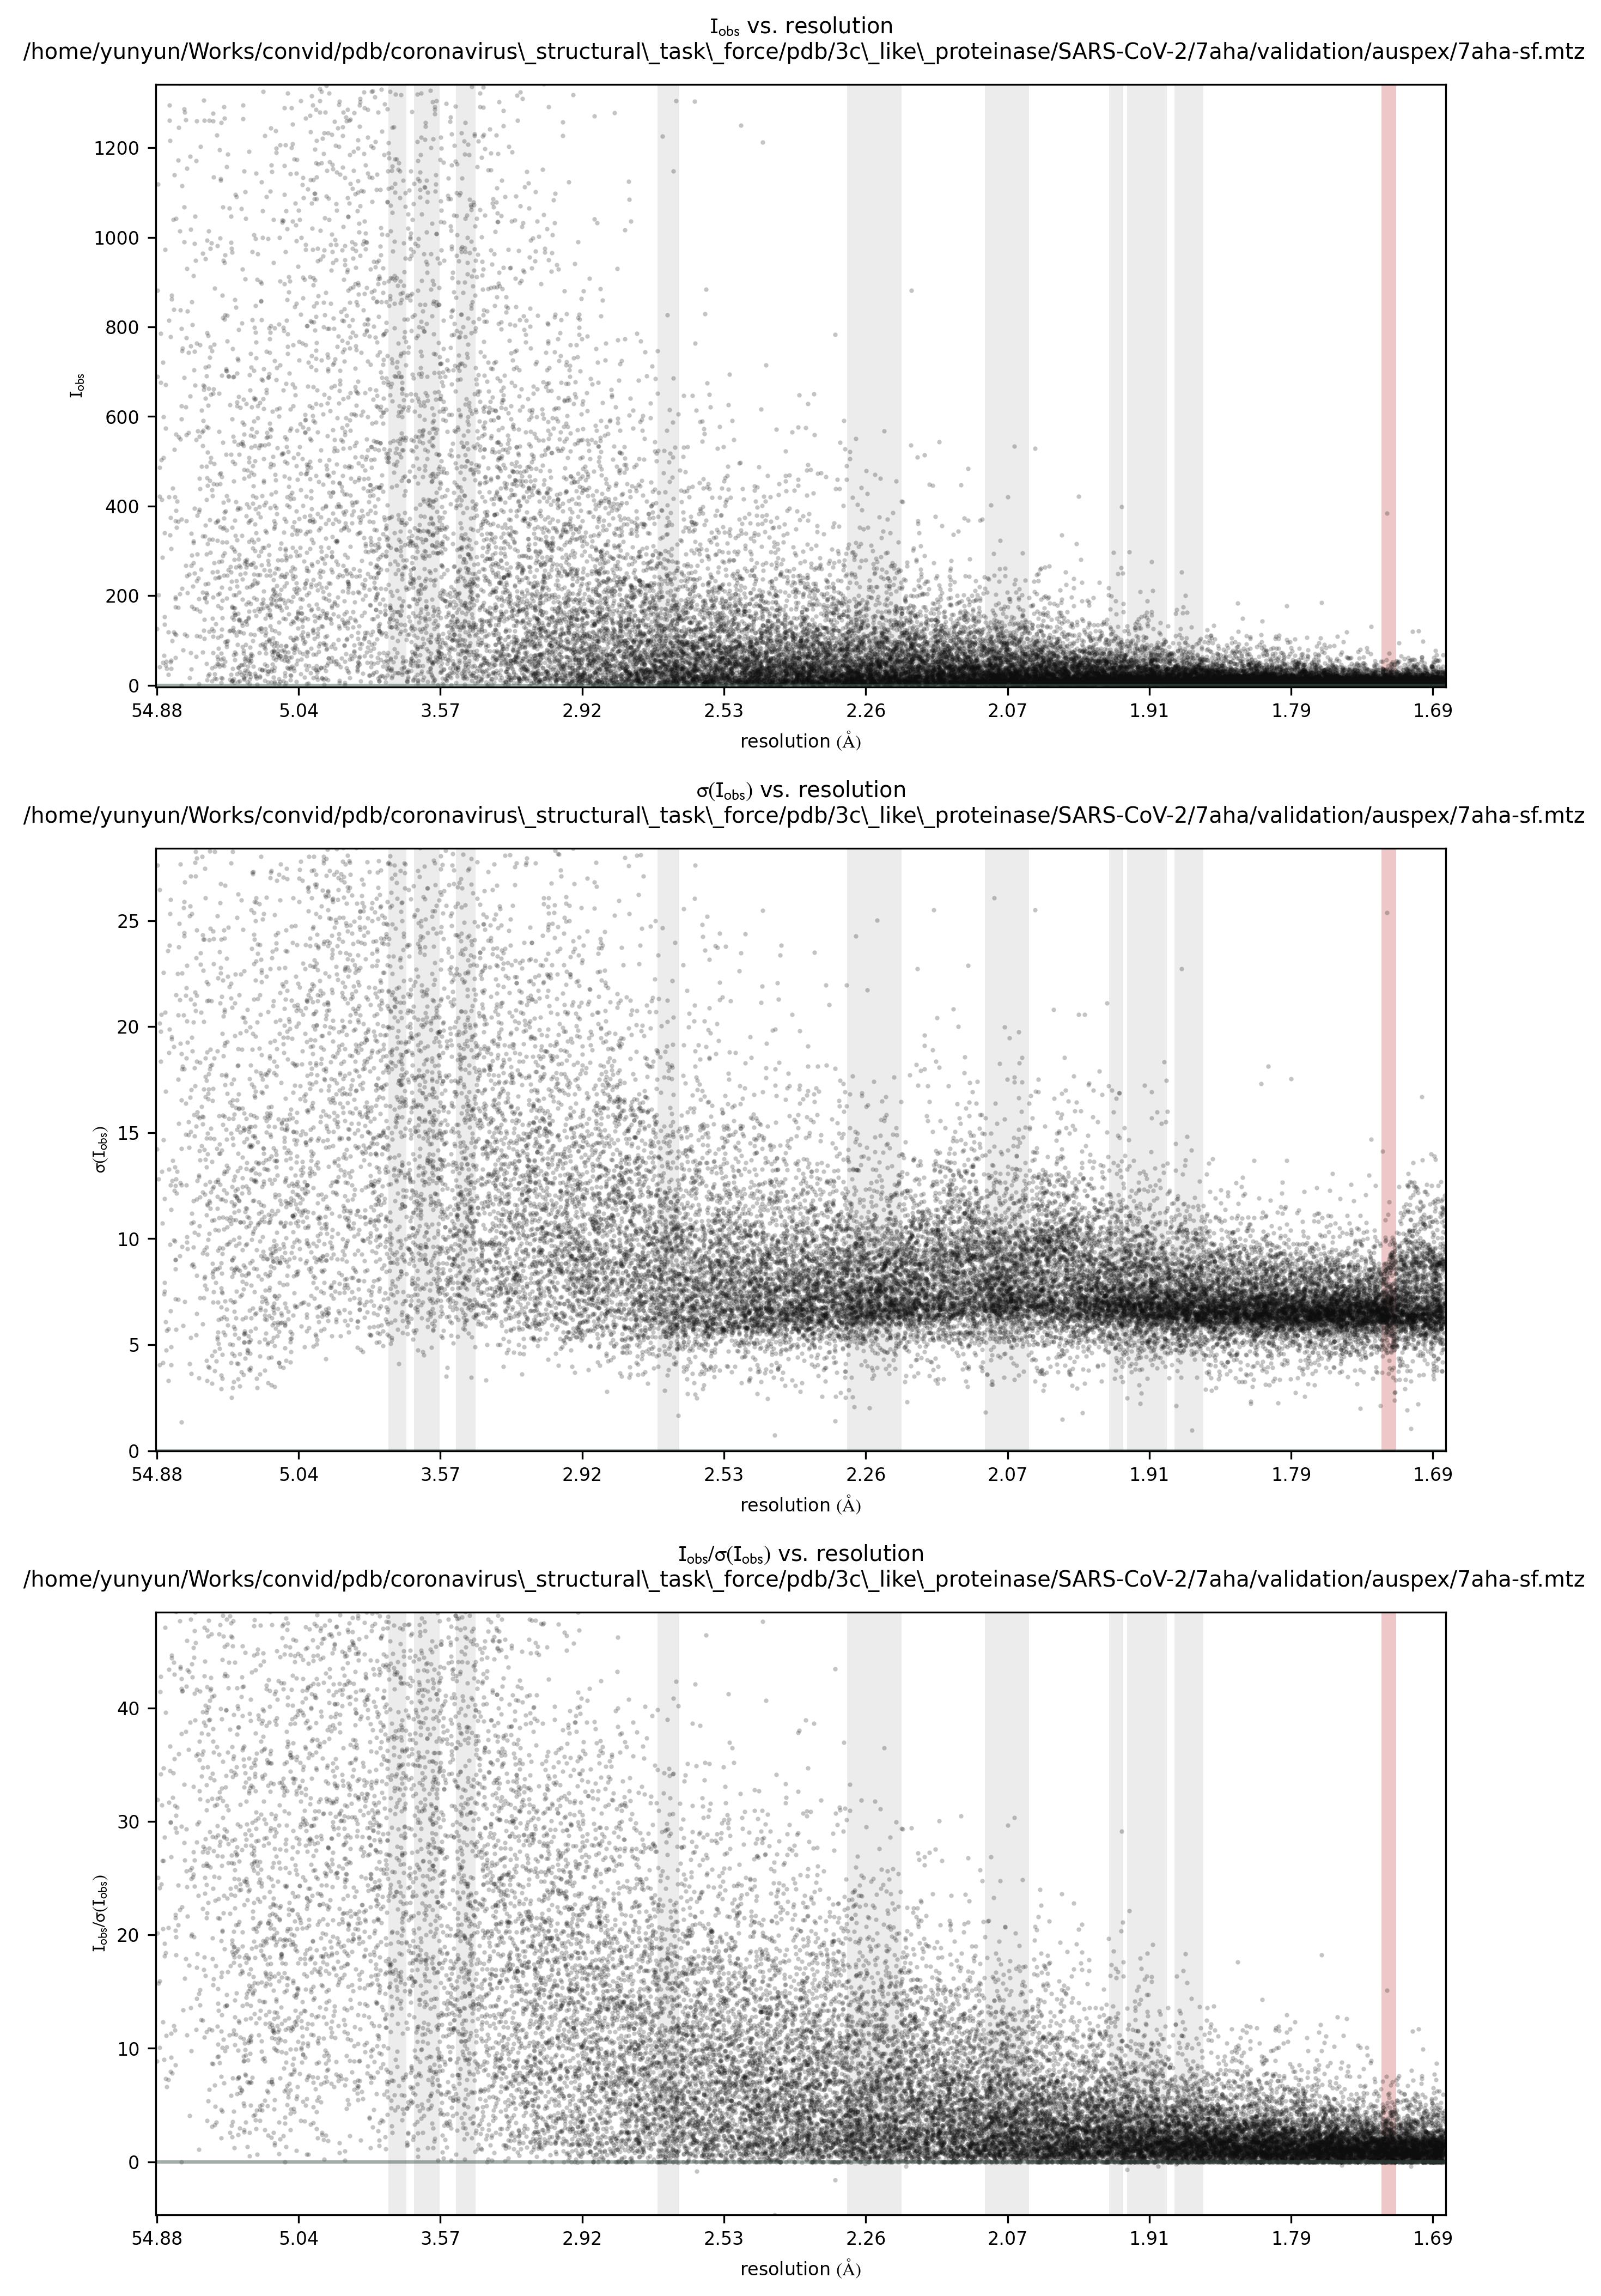 Iobs vs. resolution
/home/yunyun/Works/convid/pdb/coronavirus\_structural\_task\_force/pdb/3c\_like\_proteinase/SARS-CoV-2/7aha/validation/auspex/7aha-sf.mtz
1200
1000
800
600
400
200
0
Iobs
54.88 5.04 3.57 2.92 2.53 2.26 2.07 1.91 1.79 1.69
resolution (Å)
σ(Iobs) vs. resolution
/home/yunyun/Works/convid/pdb/coronavirus\_structural\_task\_force/pdb/3c\_like\_proteinase/SARS-CoV-2/7aha/validation/auspex/7aha-sf.mtz
25
20
15
10
5
0
σ(Iobs)
54.88 5.04 3.57 2.92 2.53 2.26 2.07 1.91 1.79 1.69
resolution (Å)
Iobs/σ(Iobs) vs. resolution
/home/yunyun/Works/convid/pdb/coronavirus\_structural\_task\_force/pdb/3c\_like\_proteinase/SARS-CoV-2/7aha/validation/auspex/7aha-sf.mtz
40
30
20
10
0
Iobs/σ(Iobs)
54.88 5.04 3.57 2.92 2.53 2.26 2.07 1.91 1.79 1.69
resolution (Å)